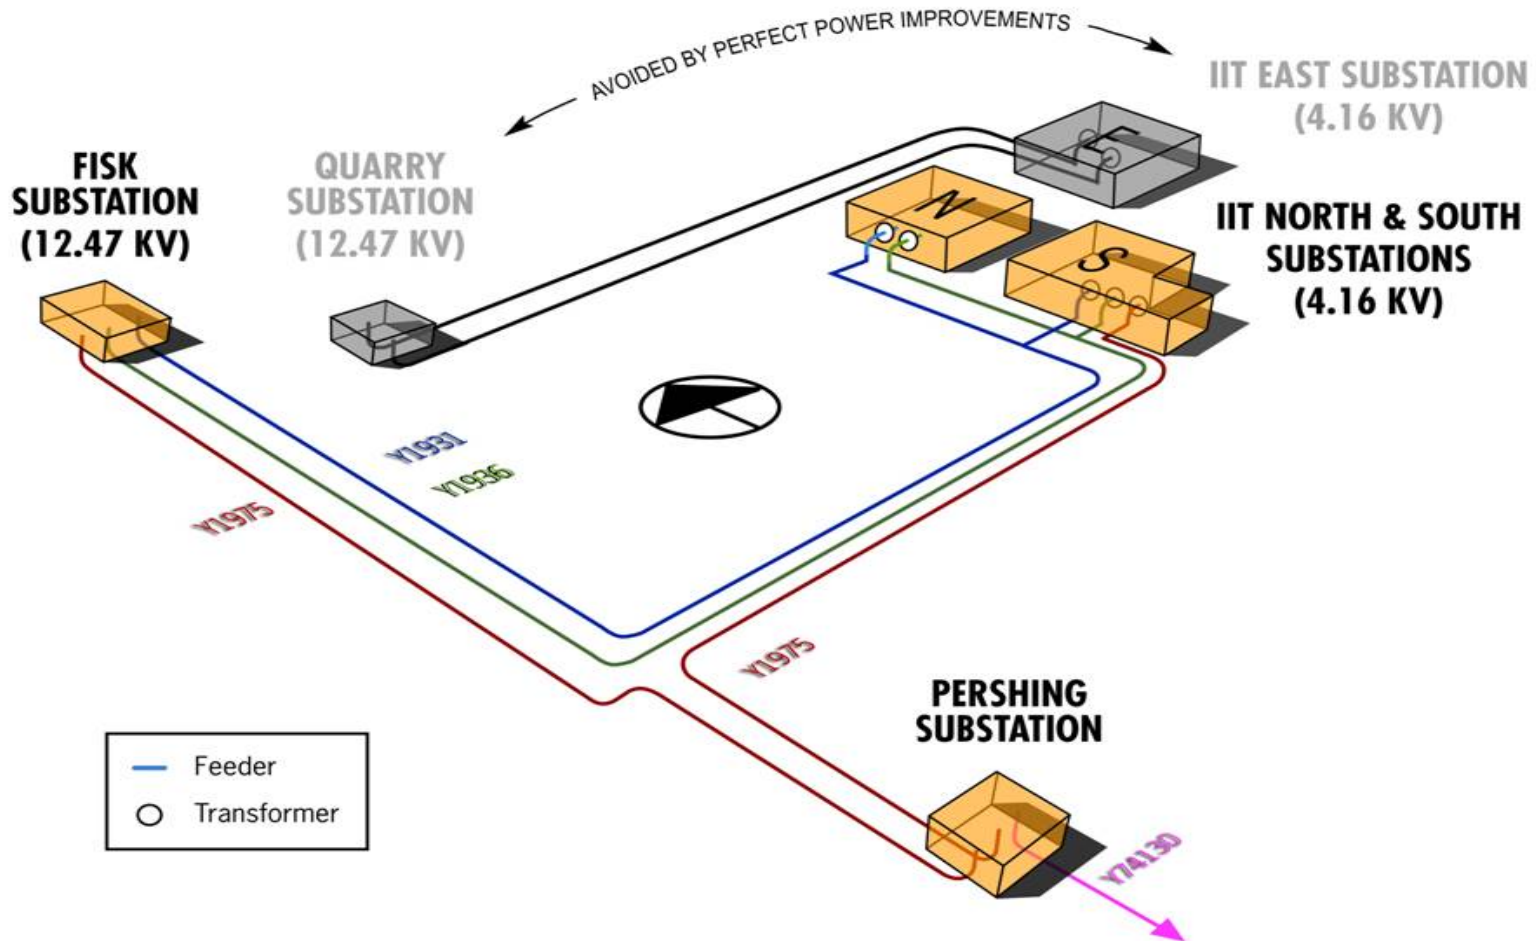 AVOIDED BY PERFECT POWER IMPROVEMENTS
IIT EAST SUBSTATION
(4.16 KV)
FISK
SUBSTATION
(12.47 KV)
QUARRY
SUBSTATION
(12.47 KV)
E
N
S
IIT NORTH & SOUTH
SUBSTATIONS
(4.16 KV)
Y1931
Y1936
Y1975
Y1975
PERSHING
SUBSTATION
Y74130
Feeder
Transformer